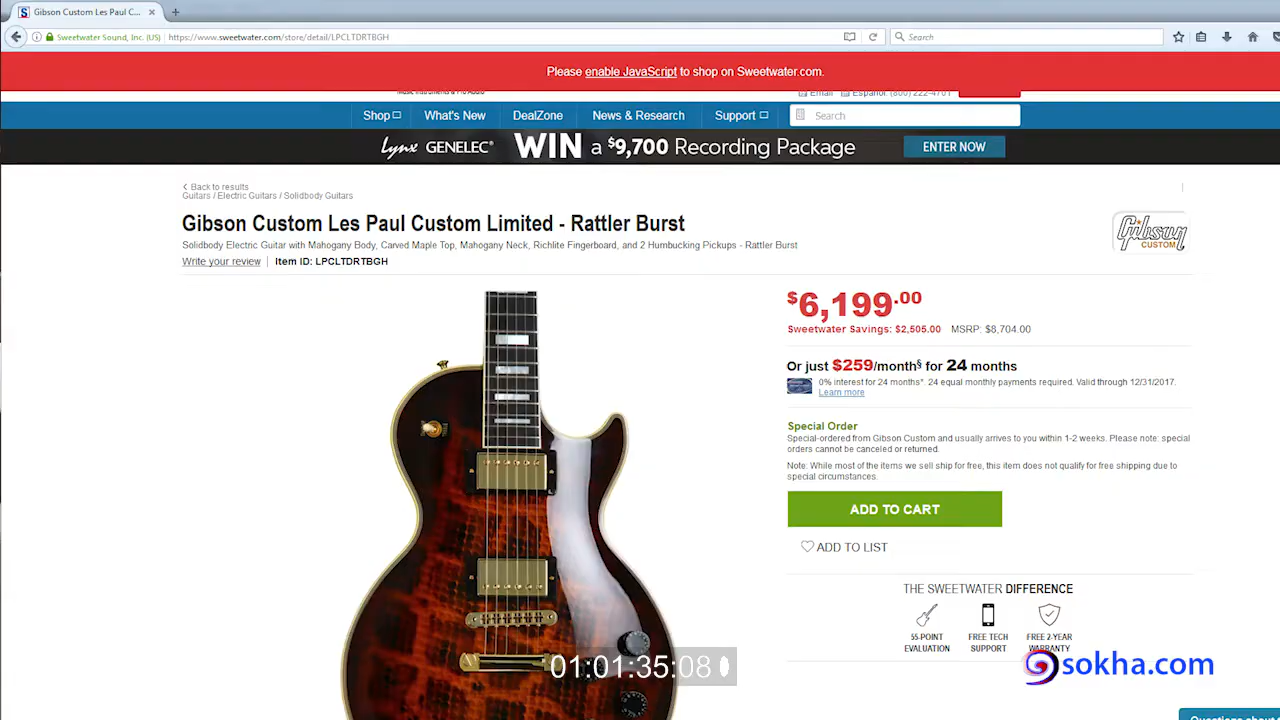 Gibson Custom Les Paul C...
Sweetwater Sound, Inc. (US)
https://www.sweetwater.com/store/detail/LPCLTDRTBGH
Search
Please enable JavaScript to shop on Sweetwater.com.
Email Español (800) 222-4701
Shop
What's New
DealZone
News & Research
Support
Search
Lynx GENELEC® WIN a $9,700 Recording Package
ENTER NOW
Back to results
Guitars / Electric Guitars / Solidbody Guitars
Gibson Custom Les Paul Custom Limited - Rattler Burst
Solidbody Electric Guitar with Mahogany Body, Carved Maple Top, Mahogany Neck, Richlite Fingerboard, and 2 Humbucking Pickups - Rattler Burst
Write your review | Item ID: LPCLTDRTBGH
Gibson
CUSTOM
$6,199.00
Sweetwater Savings: $2,505.00 MSRP: $8,704.00
Or just $259/month§ for 24 months
0% interest for 24 months*. 24 equal monthly payments required. Valid through 12/31/2017.
Learn more
Special Order
Special-ordered from Gibson Custom and usually arrives to you within 1-2 weeks. Please note: special
orders cannot be canceled or returned.
Note: While most of the items we sell ship for free, this item does not qualify for free shipping due to
special circumstances.
ADD TO CART
ADD TO LIST
THE SWEETWATER DIFFERENCE
55-POINT
EVALUATION
FREE TECH
SUPPORT
FREE 2-YEAR
WARRANTY
01:01:35:08
sokha.com
Questions about